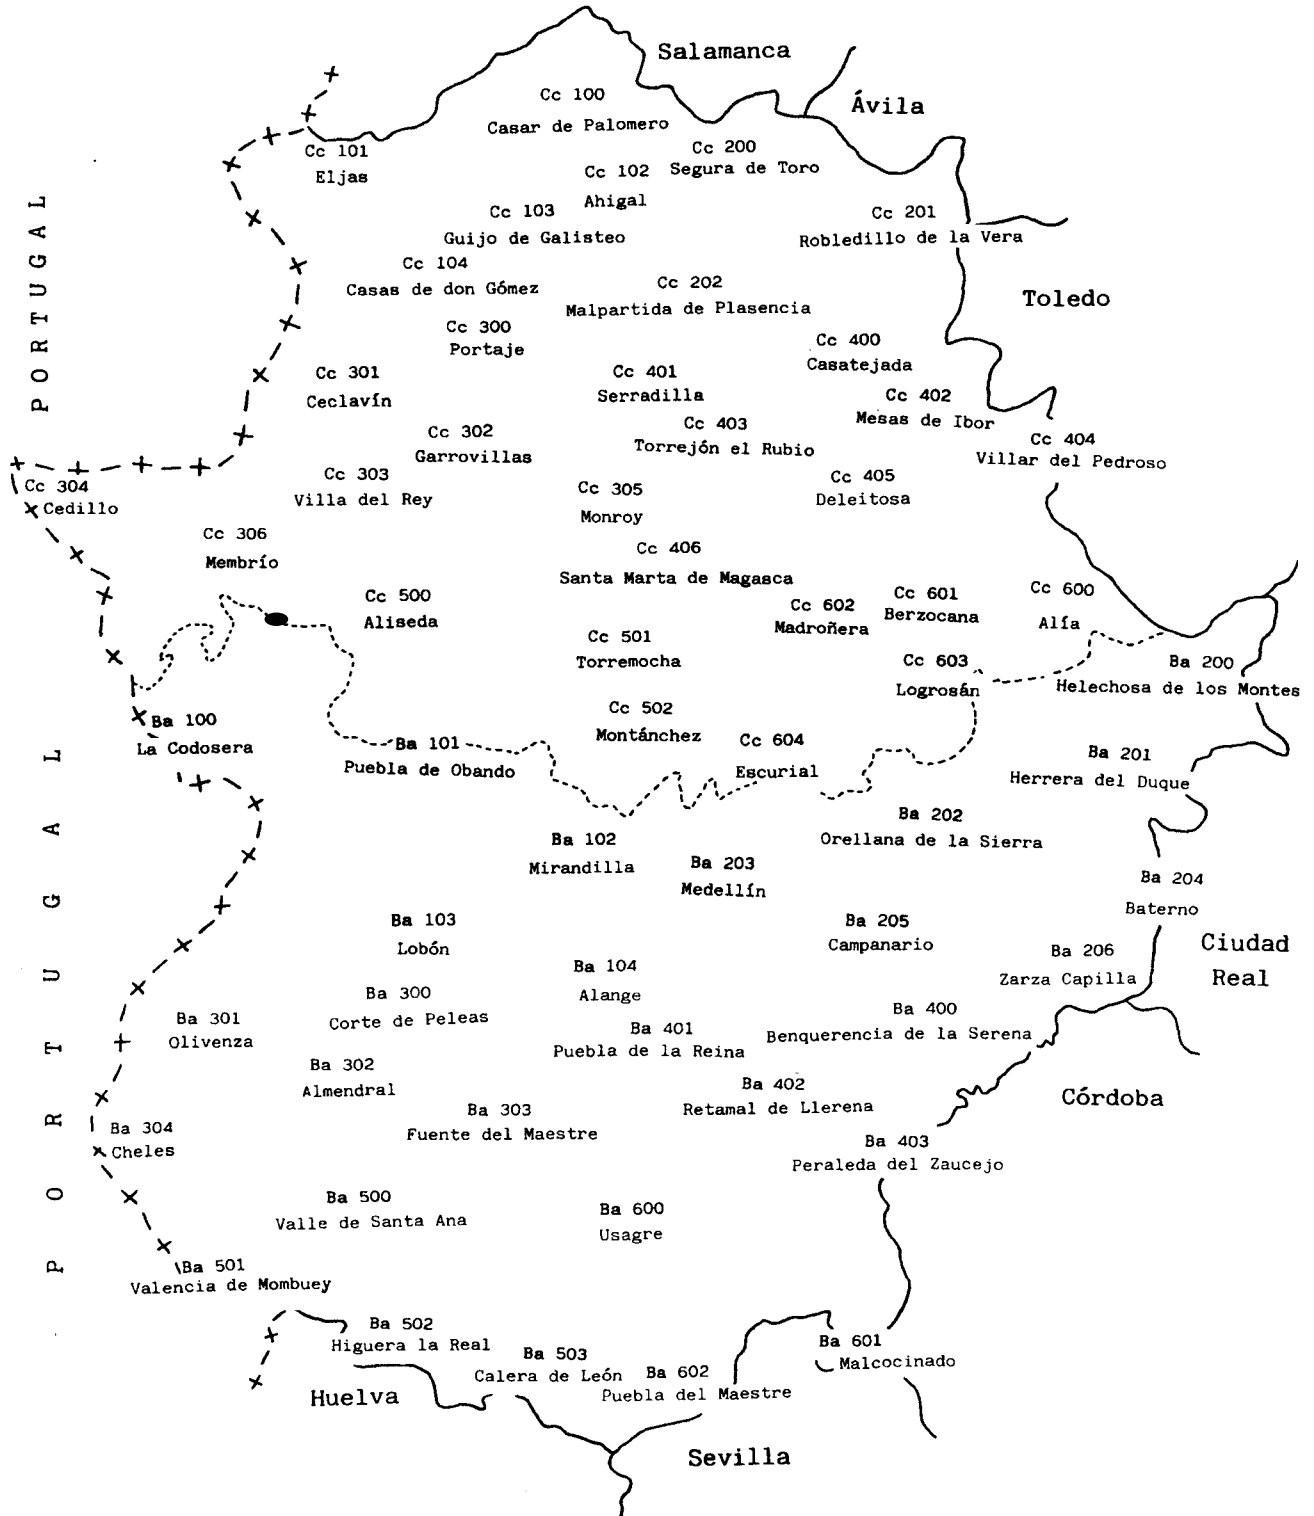 Salamanca
Ávila
Cc 100
Casar de Palomero
Cc 101
Eljas
Cc 200
Segura de Toro
Cc 102
Ahigal
Cc 103
Guijo de Galisteo
Cc 201
Robledillo de la Vera
PORTUGAL
Cc 104
Casas de don Gómez
Cc 202
Malpartida de Plasencia
Toledo
Cc 300
Portaje
Cc 400
Casatejada
Cc 301
Ceclavín
Cc 401
Serradilla
Cc 402
Mesas de Ibor
Cc 302
Garrovillas
Cc 403
Torrejón el Rubio
Cc 404
Villar del Pedroso
Cc 303
Villa del Rey
Cc 304
Cedillo
Cc 305
Monroy
Cc 405
Deleitosa
Cc 306
Membrío
Cc 406
Santa Marta de Magasca
Cc 500
Aliseda
Cc 602
Madroñera
Cc 601
Berzocana
Cc 600
Alía
Cc 501
Torremocha
Cc 603
Logrosán
Ba 200
Helechosa de los Montes
Ba 100
La Codosera
Cc 502
Montánchez
Ba 101
Puebla de Obando
Cc 604
Escurial
Ba 201
Herrera del Duque
Ba 202
Orellana de la Sierra
Ba 102
Mirandilla
Ba 203
Medellín
Ba 204
Baterno
PORTUGAL
Ba 103
Lobón
Ba 205
Campanario
Ciudad
Real
Ba 206
Zarza Capilla
Ba 104
Alange
Ba 300
Corte de Peleas
Ba 301
Olivenza
Ba 400
Benquerencia de la Serena
Ba 401
Puebla de la Reina
Ba 302
Almendral
Ba 402
Retamal de Llerena
Córdoba
Ba 303
Fuente del Maestre
Ba 304
Cheles
Ba 403
Peraleda del Zaucejo
Ba 500
Valle de Santa Ana
Ba 600
Usagre
Ba 501
Valencia de Mombuey
Ba 502
Higuera la Real
Ba 503
Calera de León
Ba 602
Puebla del Maestre
Ba 601
Malcocinado
Huelva
Sevilla